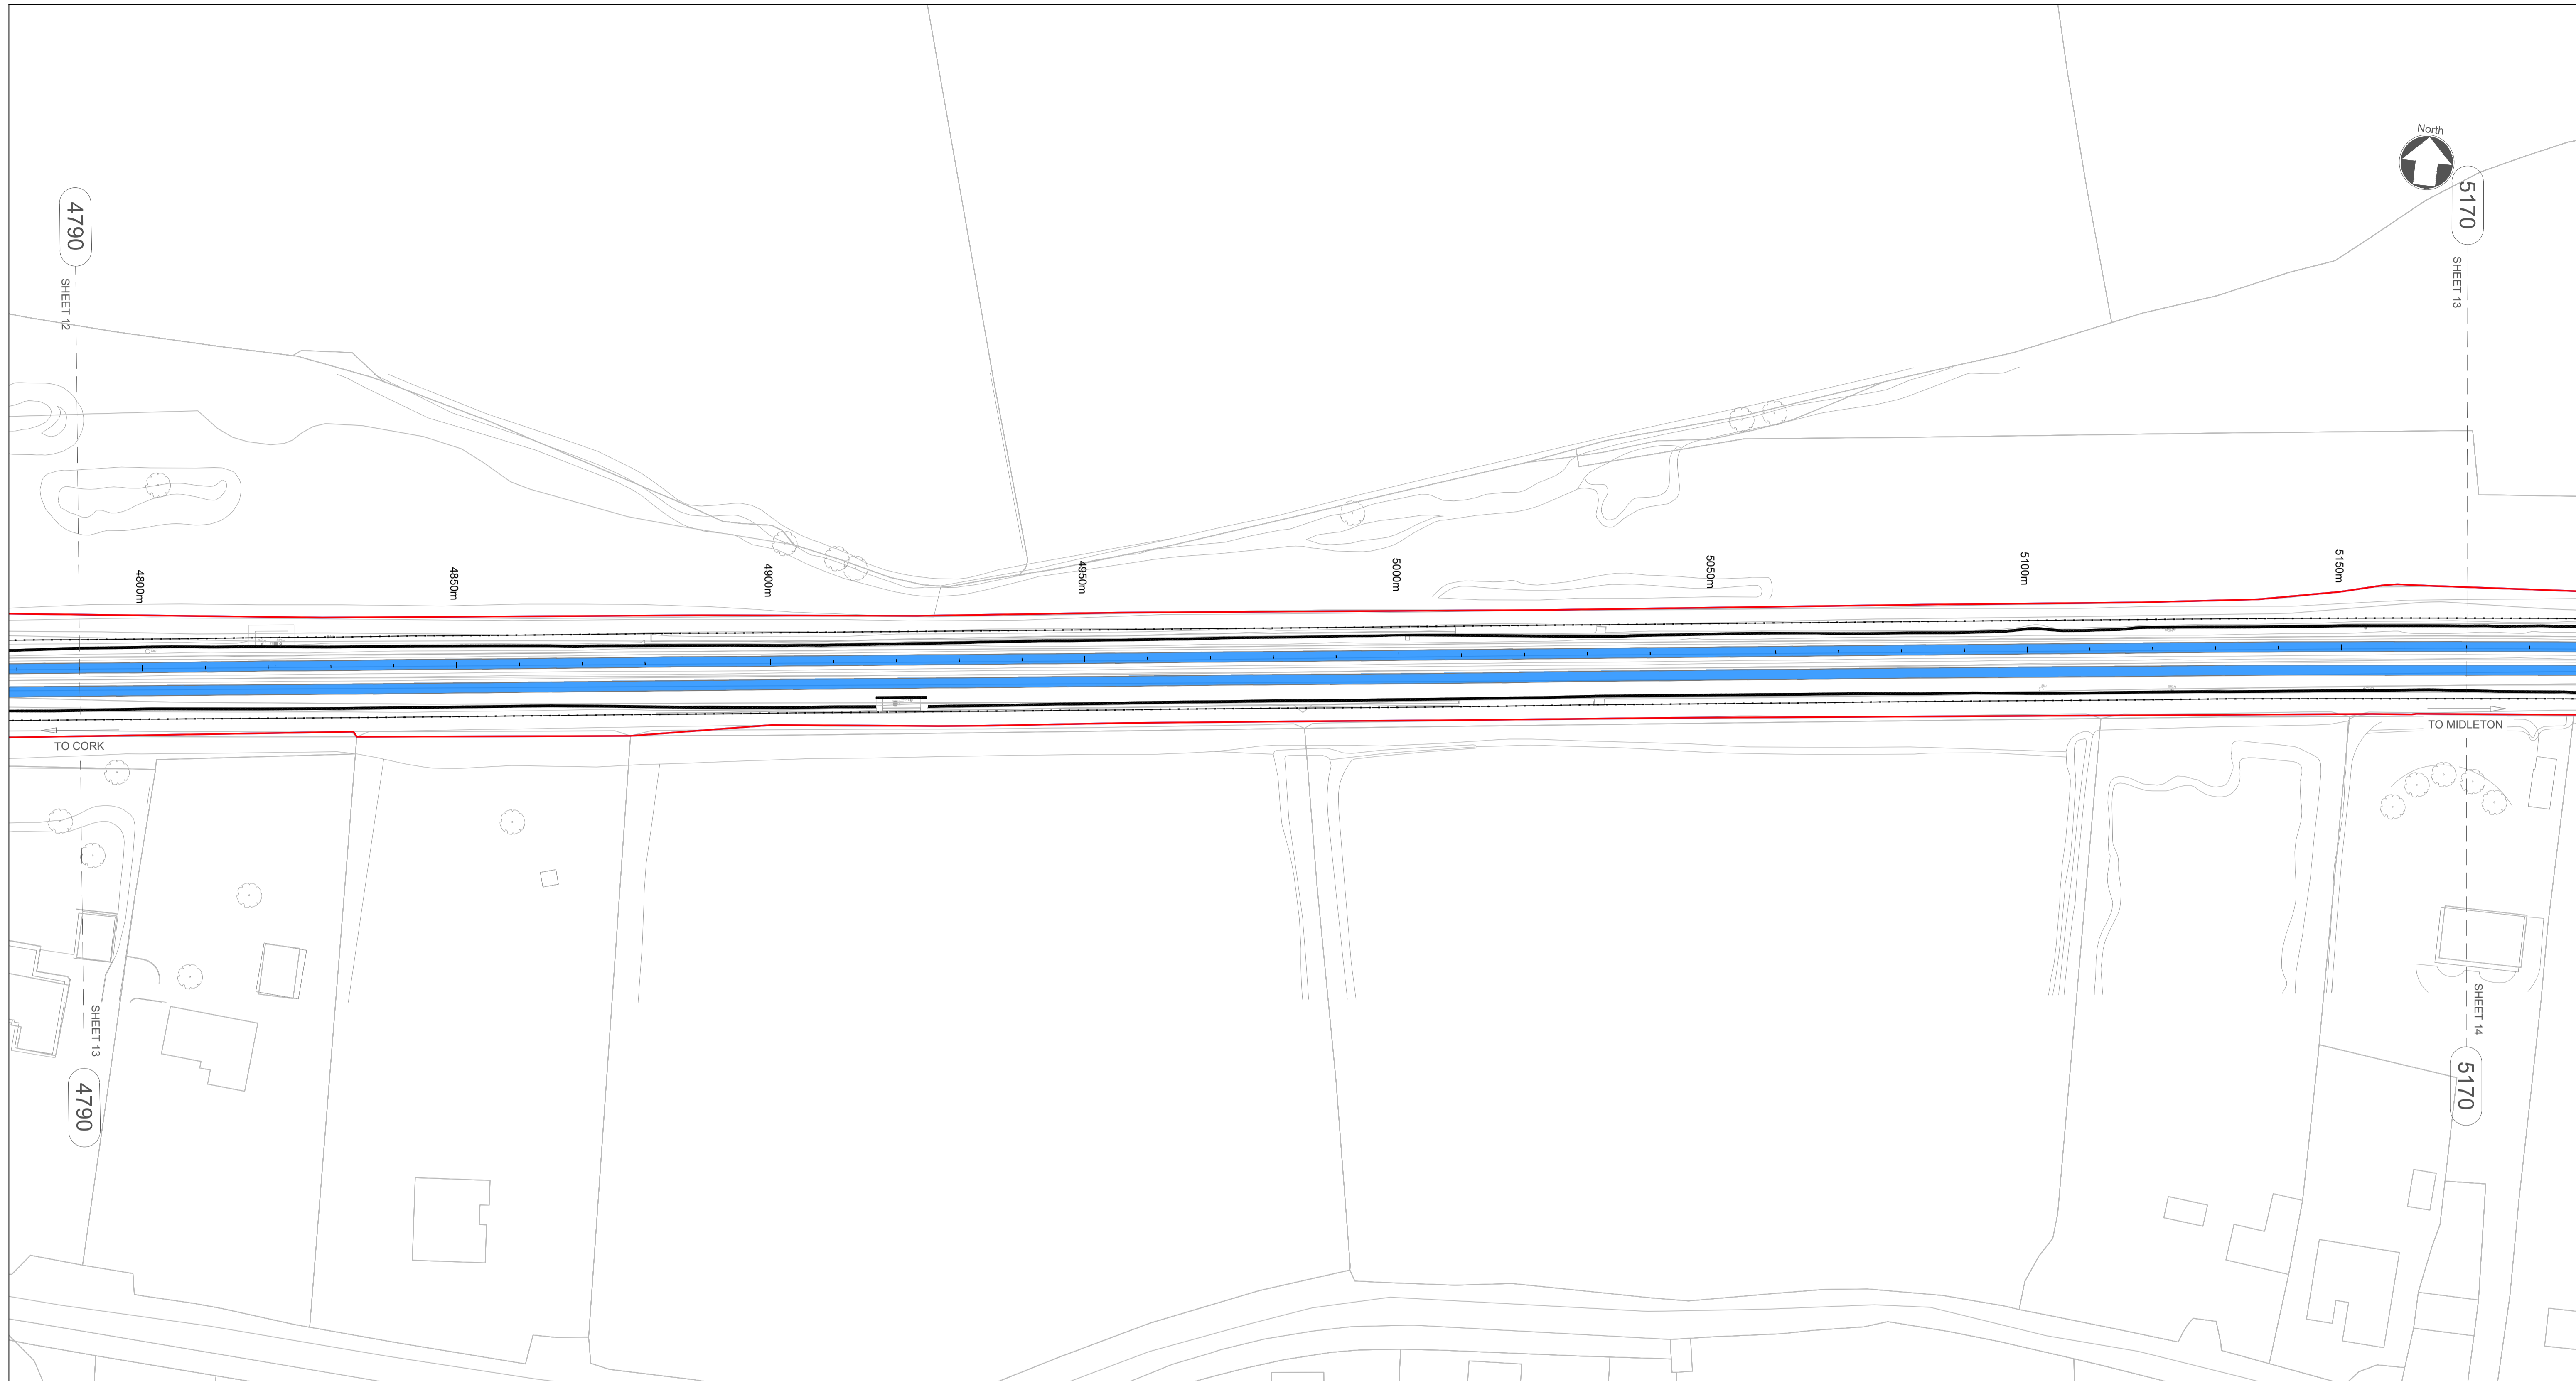 North
4790
5170
SHEET 12
SHEET 13
4800m
4850m
4900m
4950m
5000m
5050m
5100m
5150m
TO CORK
TO MIDLETON
SHEET 13
SHEET 14
4790
5170